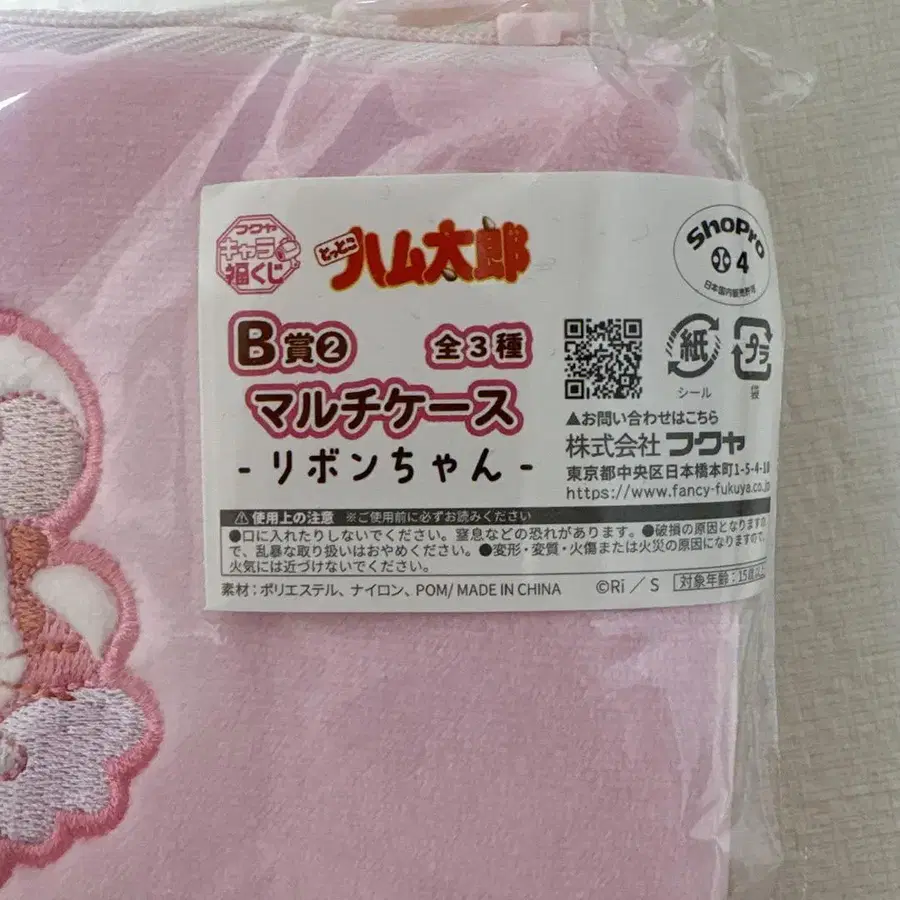 フクヤ
キャラ
福くじ
とっとこ
ハム太郎
ShoPro
4
日本国内販売許可
B賞❷ 全3種
マルチケース
-リボンちゃん-
紙
シール
プラ
袋
▲お問い合わせはこちら
株式会社 フクヤ
東京都中央区日本橋本町1-5-4-10
https://www.fancy-fukuya.co.jp
⚠使用上の注意 ※ご使用前に必ずお読みください
●口に入れたりしないでください。窒息などの恐れがあります。●破損の原因となりますの
で、乱暴な取り扱いはおやめください。●変形・変質・火傷または火災の原因になりますので、
火気には近づけないでください。
素材：ポリエステル、ナイロン、POM/ MADE IN CHINA
©Ri／S
対象年齢：15歳以上